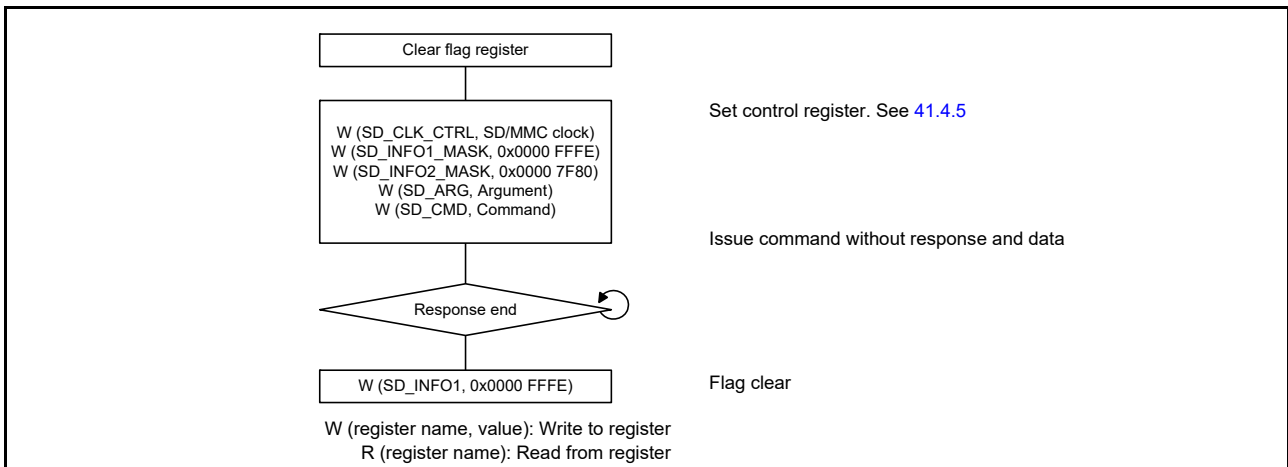 Clear flag register
Set control register. See 41.4.5
W (SD_CLK_CTRL, SD/MMC clock)
W (SD_INFO1_MASK, 0x0000 FFFE)
W (SD_INFO2_MASK, 0x0000 7F80)
W (SD_ARG, Argument)
W (SD_CMD, Command)
Issue command without response and data
Response end
W (SD_INFO1, 0x0000 FFFE)
Flag clear
W (register name, value): Write to register
R (register name): Read from register